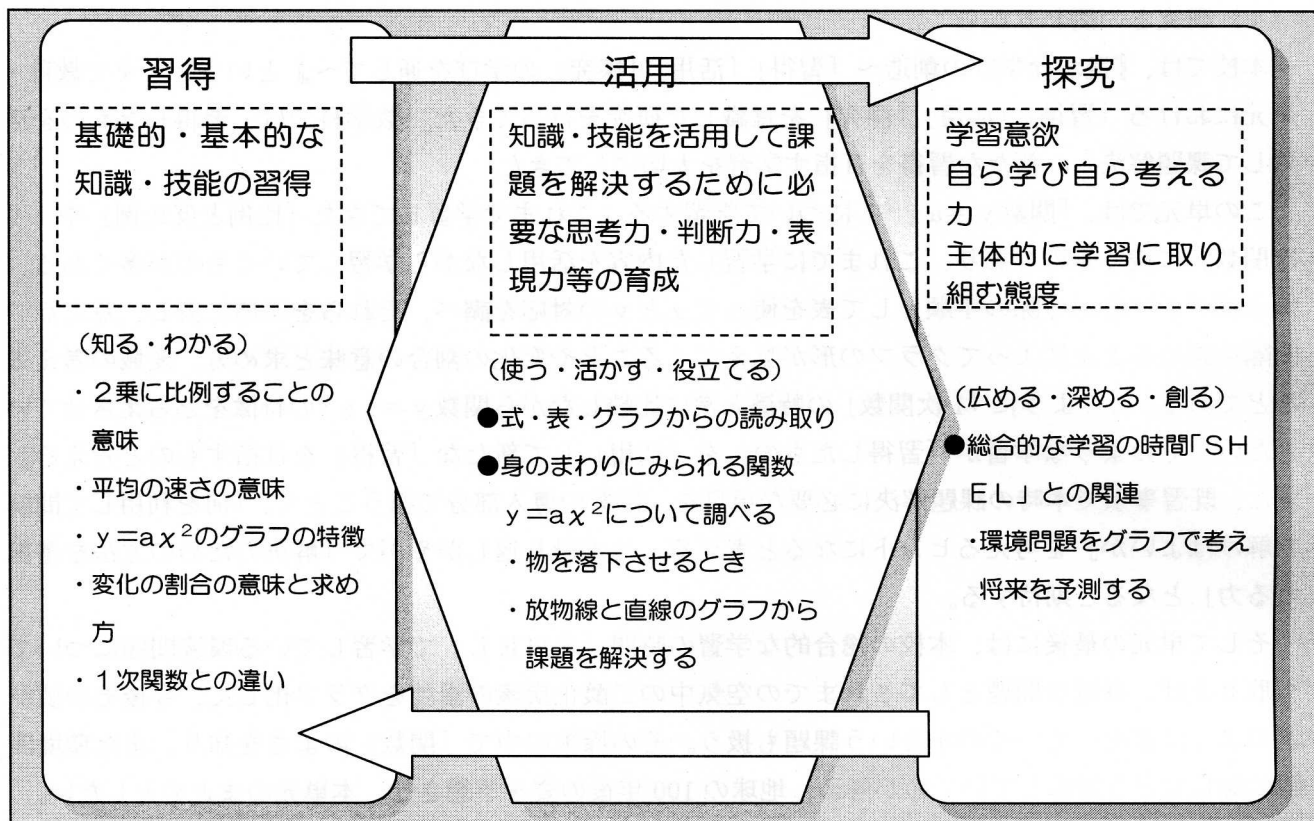 習得
基礎的・基本的な
知識・技能の習得
(知る・わかる)
・2乗に比例することの
意味
・平均の速さの意味
・y=ax²のグラフの特徴
・変化の割合の意味と求め
方
・1次関数との違い
活用
知識・技能を活用して課
題を解決するために必
要な思考力・判断力・表
現力等の育成
(使う・活かす・役立てる)
●式・表・グラフからの読み取り
●身のまわりにみられる関数
y=ax²について調べる
・物を落下させるとき
・放物線と直線のグラフから
課題を解決する
探究
学習意欲
自ら学び自ら考える
力
主体的に学習に取り
組む態度
(広める・深める・創る)
●総合的な学習の時間「SH
EL」との関連
・環境問題をグラフで考え
将来を予測する